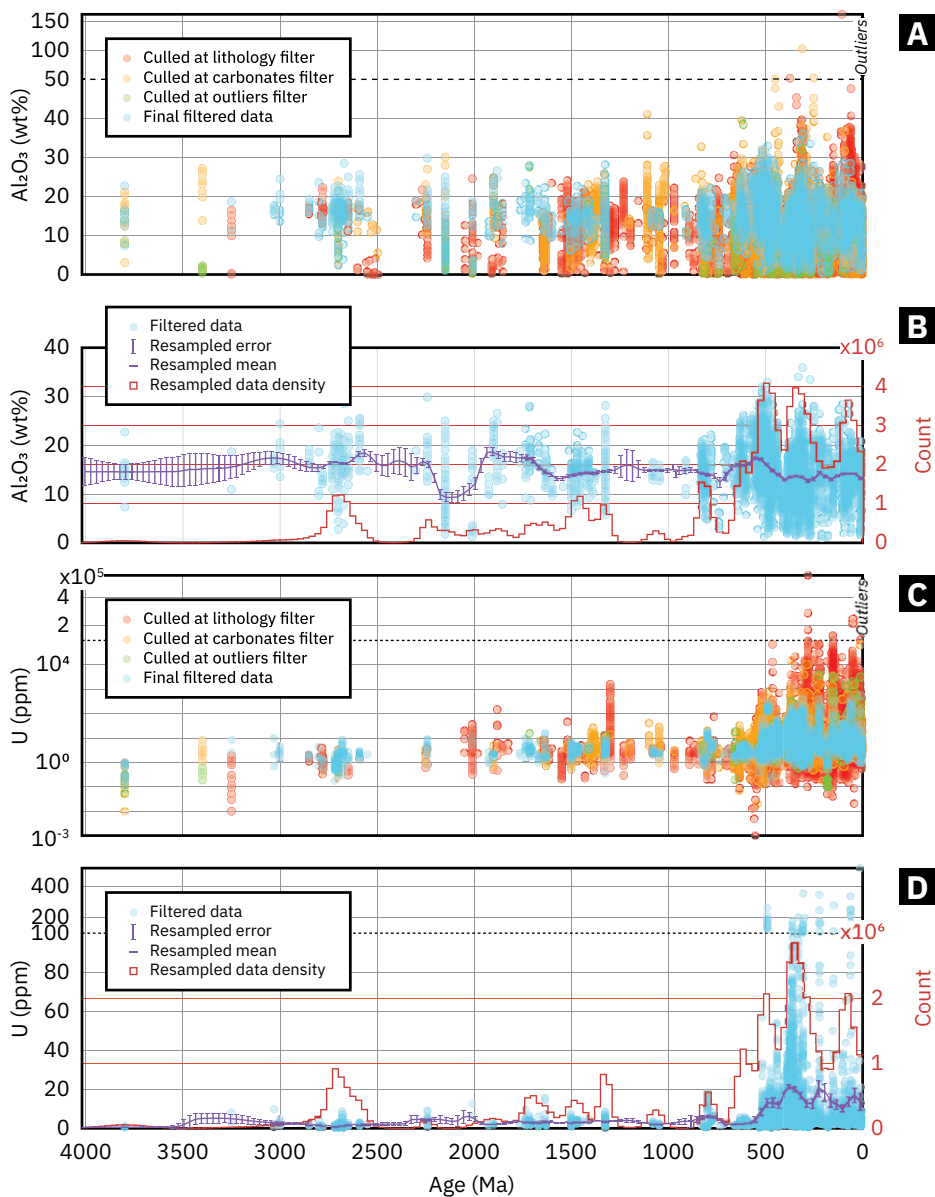 A
150
100
50
40
30
20
10
0
Al₂O₃ (wt%)
Outliers
Culled at lithology filter
Culled at carbonates filter
Culled at outliers filter
Final filtered data
B
Filtered data
Resampled error
Resampled mean
Resampled data density
40
30
20
10
0
Al₂O₃ (wt%)
x10⁶
4
3
2
1
0
Count
C
x10⁵
4
2
10⁴
10⁰
10⁻³
U (ppm)
Outliers
Culled at lithology filter
Culled at carbonates filter
Culled at outliers filter
Final filtered data
D
400
200
100
80
60
40
20
0
U (ppm)
Filtered data
Resampled error
Resampled mean
Resampled data density
x10⁶
2
1
0
Count
4000 3500 3000 2500 2000 1500 1000 500 0
Age (Ma)